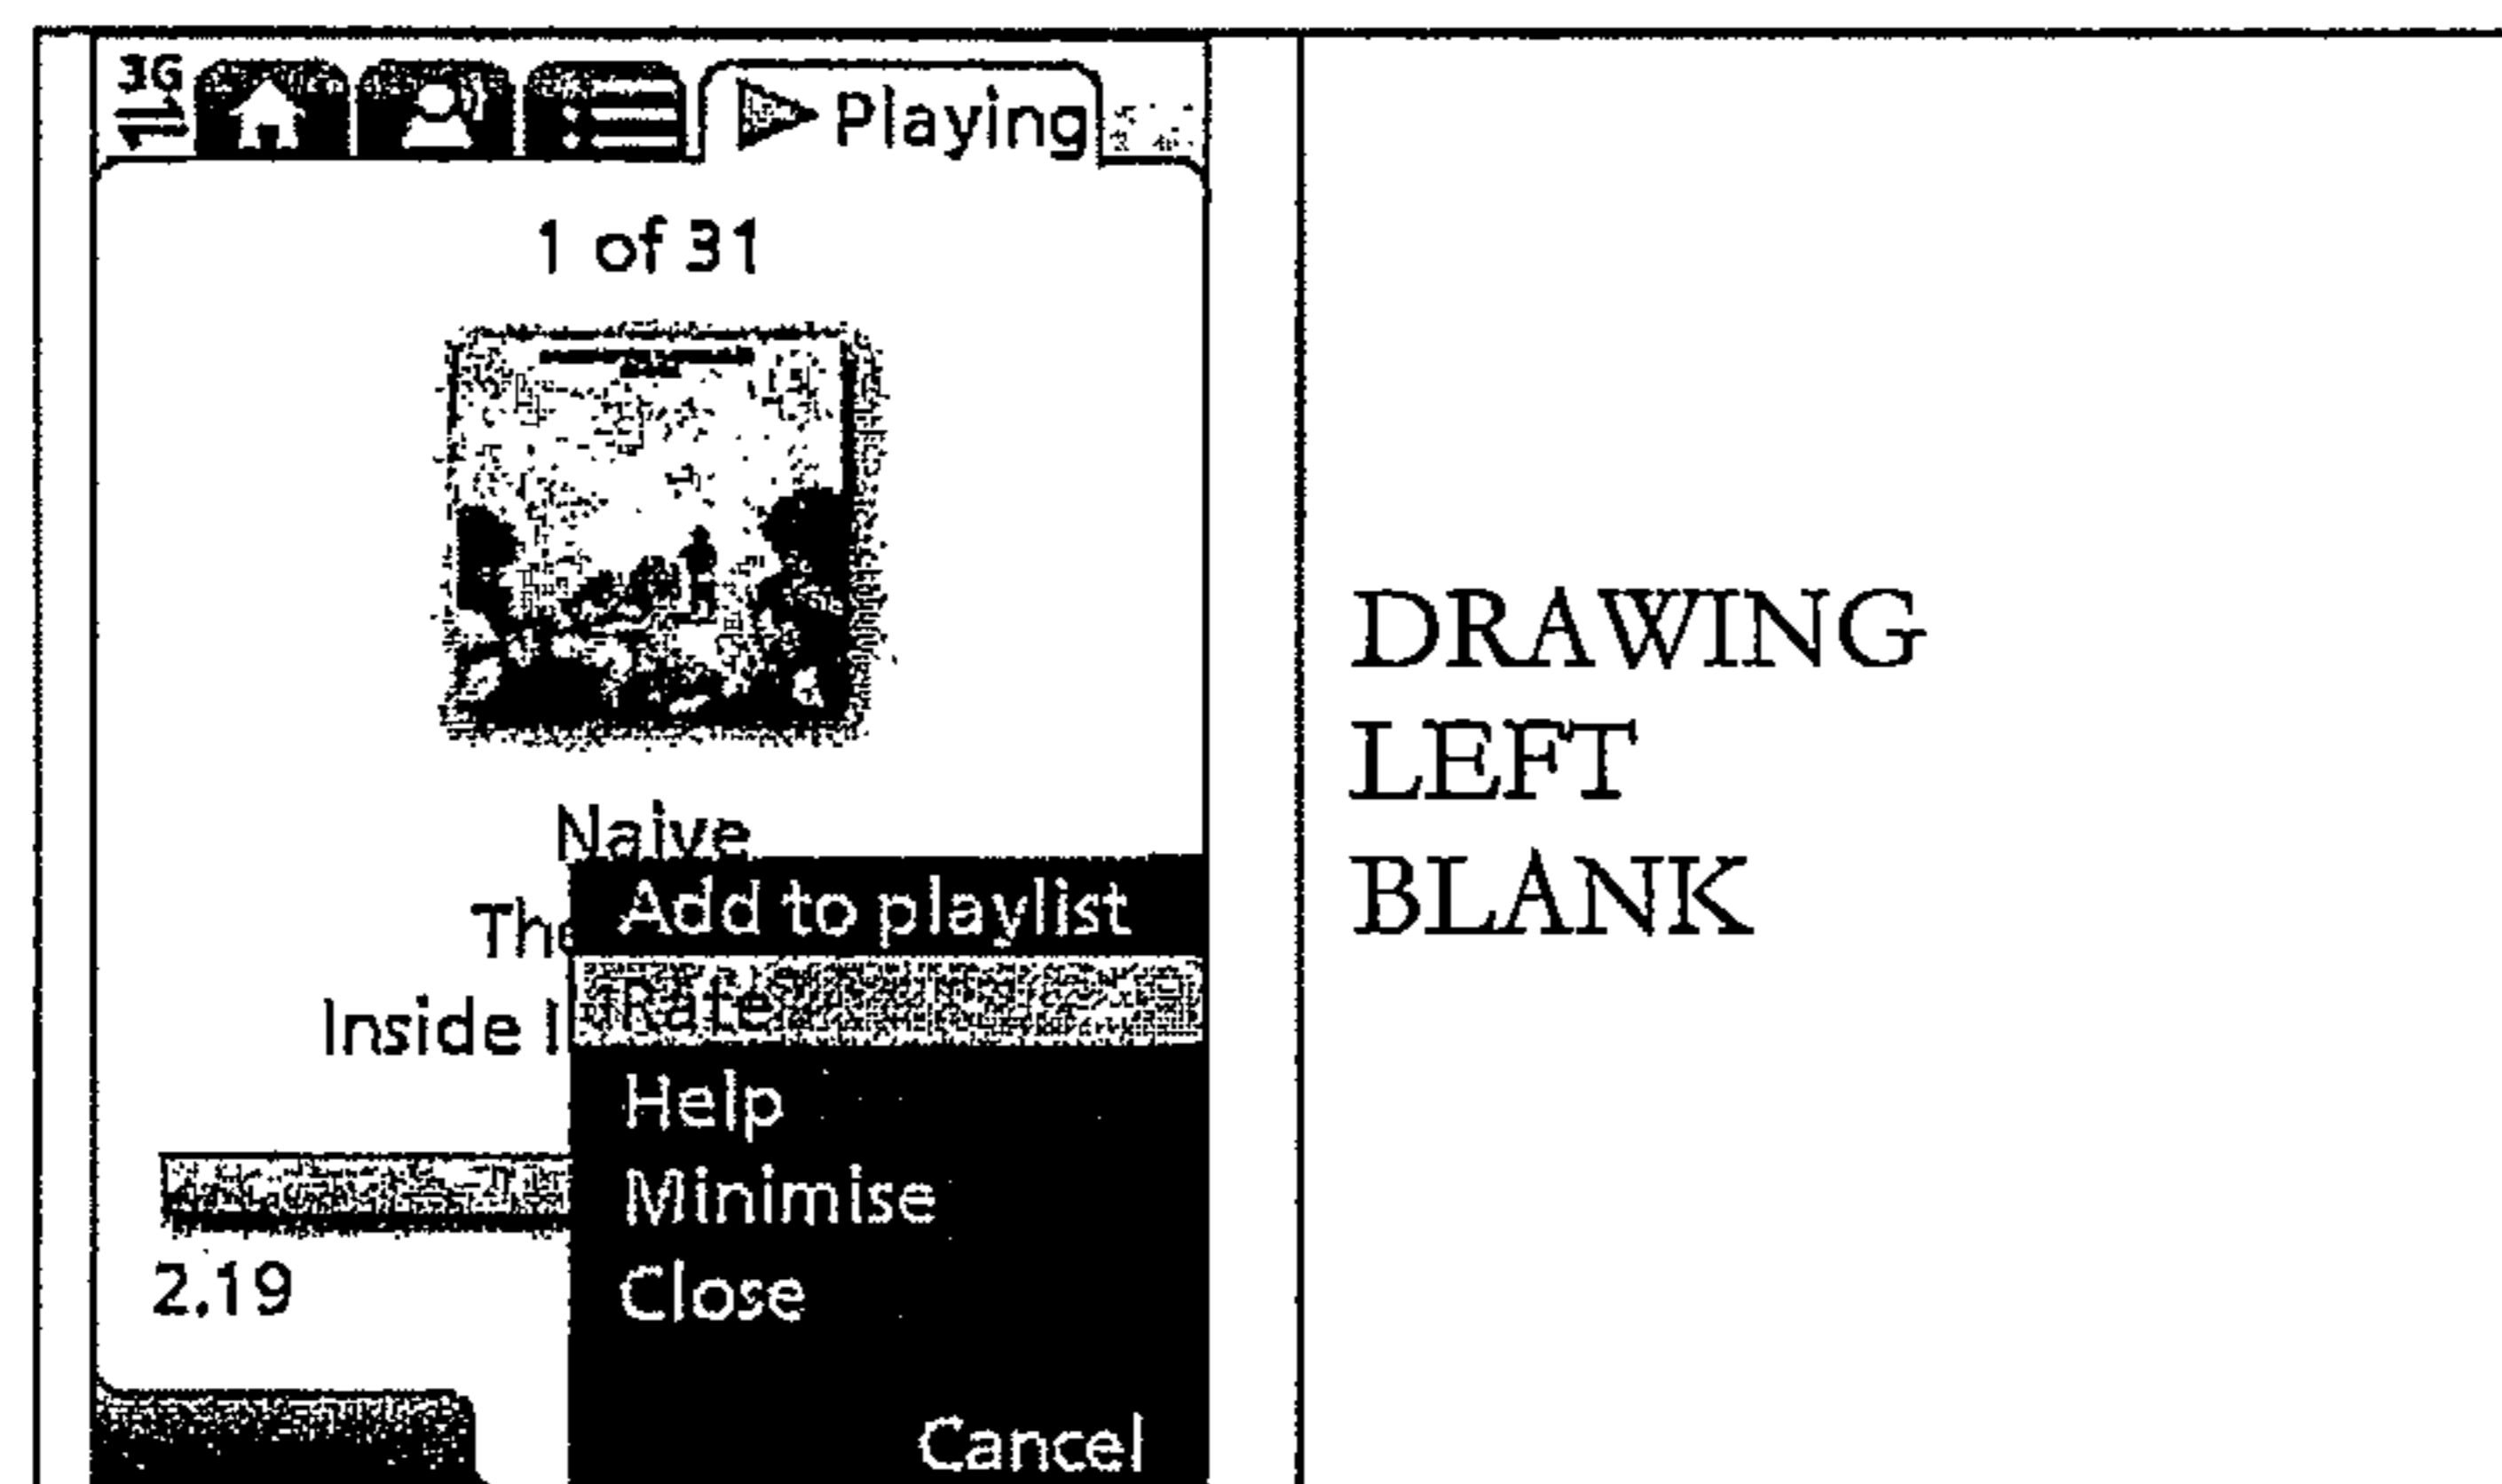 3G
Playing
1 of 31
Naive
The
Inside I
Add to playlist
Rate
Help
Minimise
Close
2.19
Cancel
DRAWING
LEFT
BLANK